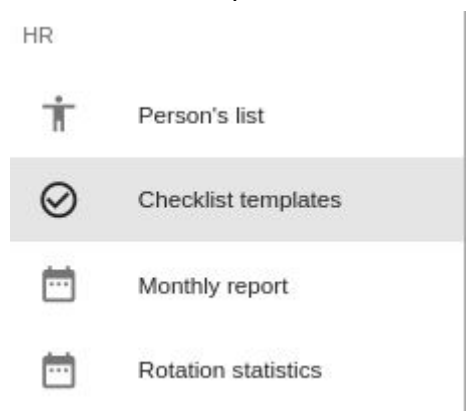 HR
Person's list
Checklist templates
Monthly report
Rotation statistics